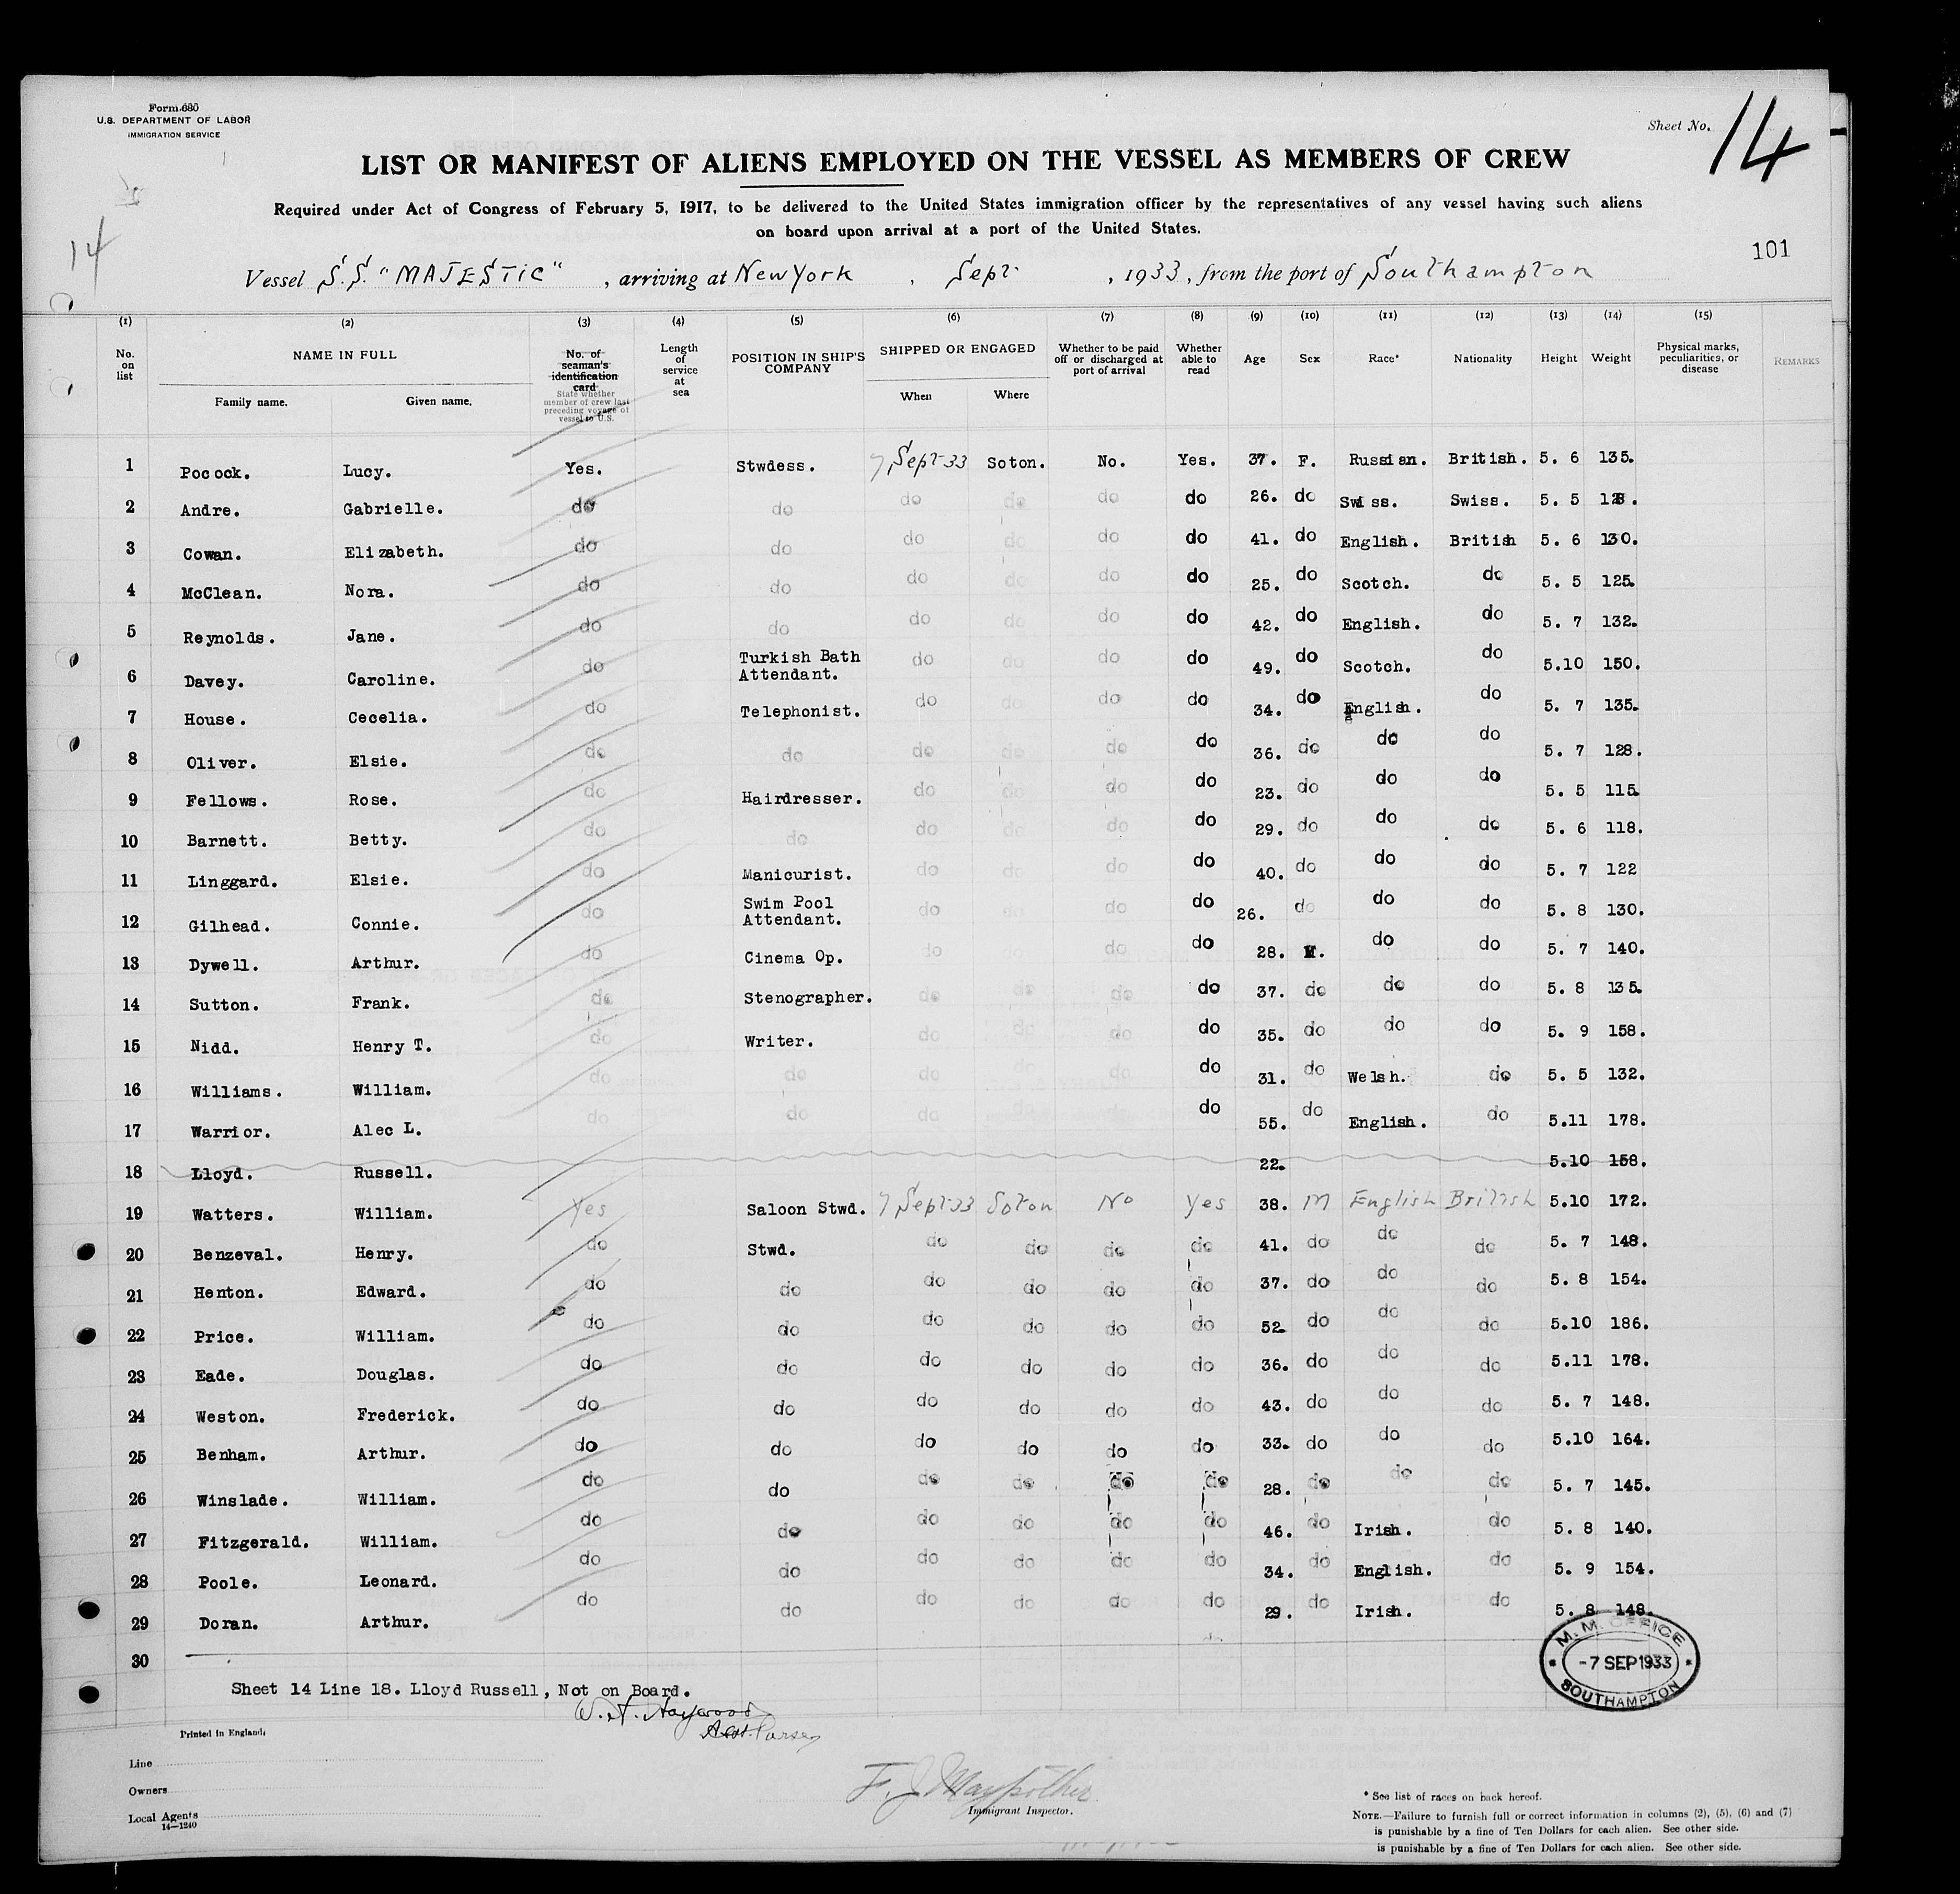 Form 680
U.S. DEPARTMENT OF LABOR
IMMIGRATION SERVICE
Sheet No. 14
LIST OR MANIFEST OF ALIENS EMPLOYED ON THE VESSEL AS MEMBERS OF CREW
Required under Act of Congress of February 5, 1917, to be delivered to the United States immigration officer by the representatives of any vessel having such aliens
on board upon arrival at a port of the United States.
14
101
Vessel S.S. "MAJESTIC", arriving at New York, Sept, 1933, from the port of Southampton
(1) (2) (3) (4) (5) (6) (7) (8) (9) (10) (11) (12) (13) (14) (15)
No. on list
NAME IN FULL
Family name. Given name.
No. of seaman's identification card
State whether member of crew last preceding voyage of vessel to U.S.
Length of service at sea
POSITION IN SHIP'S COMPANY
SHIPPED OR ENGAGED
When Where
Whether to be paid off or discharged at port of arrival
Whether able to read
Age
Sex
Race*
Nationality
Height
Weight
Physical marks, peculiarities, or disease
REMARKS
1 Pocock. Lucy. Yes. Stwdess. 7 Sept-33 Soton. No. Yes. 37. F. Russian. British. 5. 6 135.
2 Andre. Gabrielle. do do do do do do 26. do Swiss. Swiss. 5. 5 128.
3 Cowan. Elizabeth. do do do do do do 41. do English. British 5. 6 130.
4 McClean. Nora. do do do do do do 25. do Scotch. do 5. 5 125.
5 Reynolds. Jane. do do do do do do 42. do English. do 5. 7 132.
6 Davey. Caroline. do Turkish Bath Attendant. do do do do 49. do Scotch. do 5.10 150.
7 House. Cecelia. do Telephonist. do do do do 34. do English. do 5. 7 135.
8 Oliver. Elsie. do do do do do do 36. do do do 5. 7 128.
9 Fellows. Rose. do Hairdresser. do do do do 23. do do do 5. 5 115.
10 Barnett. Betty. do do do do do do 29. do do do 5. 6 118.
11 Linggard. Elsie. do Manicurist. do do do do 40. do do do 5. 7 122
12 Gilhead. Connie. do Swim Pool Attendant. do do do do 26. do do do 5. 8 130.
13 Dywell. Arthur. do Cinema Op. do do do do 28. M. do do 5. 7 140.
14 Sutton. Frank. do Stenographer. do do do do 37. do do do 5. 8 135.
15 Nidd. Henry T. do Writer. do do do do 35. do do do 5. 9 158.
16 Williams. William. do do do do do do 31. do Welsh. do 5. 5 132.
17 Warrior. Alec L. do do do do do do 55. do English. do 5.11 178.
18 Lloyd. Russell. 22. 5.10 158.
19 Watters. William. Yes Saloon Stwd. 7 Sept-33 Soton No Yes 38. M English British 5.10 172.
20 Benzeval. Henry. do Stwd. do do do do 41. do do do 5. 7 148.
21 Henton. Edward. do do do do do do 37. do do do 5. 8 154.
22 Price. William. do do do do do do 52. do do do 5.10 186.
23 Eade. Douglas. do do do do do do 36. do do do 5.11 178.
24 Weston. Frederick. do do do do do do 43. do do do 5. 7 148.
25 Benham. Arthur. do do do do do do 33. do do do 5.10 164.
26 Winslade. William. do do do do do do 28. do do do 5. 7 145.
27 Fitzgerald. William. do do do do do do 46. do Irish. do 5. 8 140.
28 Poole. Leonard. do do do do do do 34. do English. do 5. 9 154.
29 Doran. Arthur. do do do do do do 29. do Irish. do 5. 8 148.
30
Sheet 14 Line 18. Lloyd Russell, Not on Board.
W. A. Haywood
Asst. Purser
M. M. OFFICE
-7 SEP 1933
SOUTHAMPTON
Printed in England.
Line
Owners
Local Agents
14—1240
F. J. Maypother
Immigrant Inspector.
* See list of races on back hereof.
NOTE.—Failure to furnish full or correct information in columns (2), (5), (6) and (7)
is punishable by a fine of Ten Dollars for each alien. See other side.
is punishable by a fine of Ten Dollars for each alien. See other side.